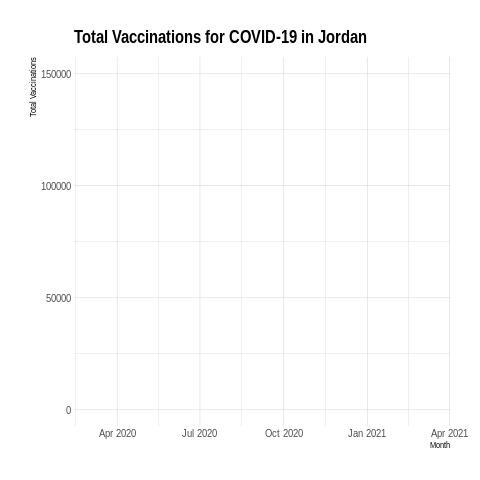 Total Vaccinations for COVID-19 in Jordan
Total Vaccinations
150000
100000
50000
0
Apr 2020
Jul 2020
Oct 2020
Jan 2021
Apr 2021
Month